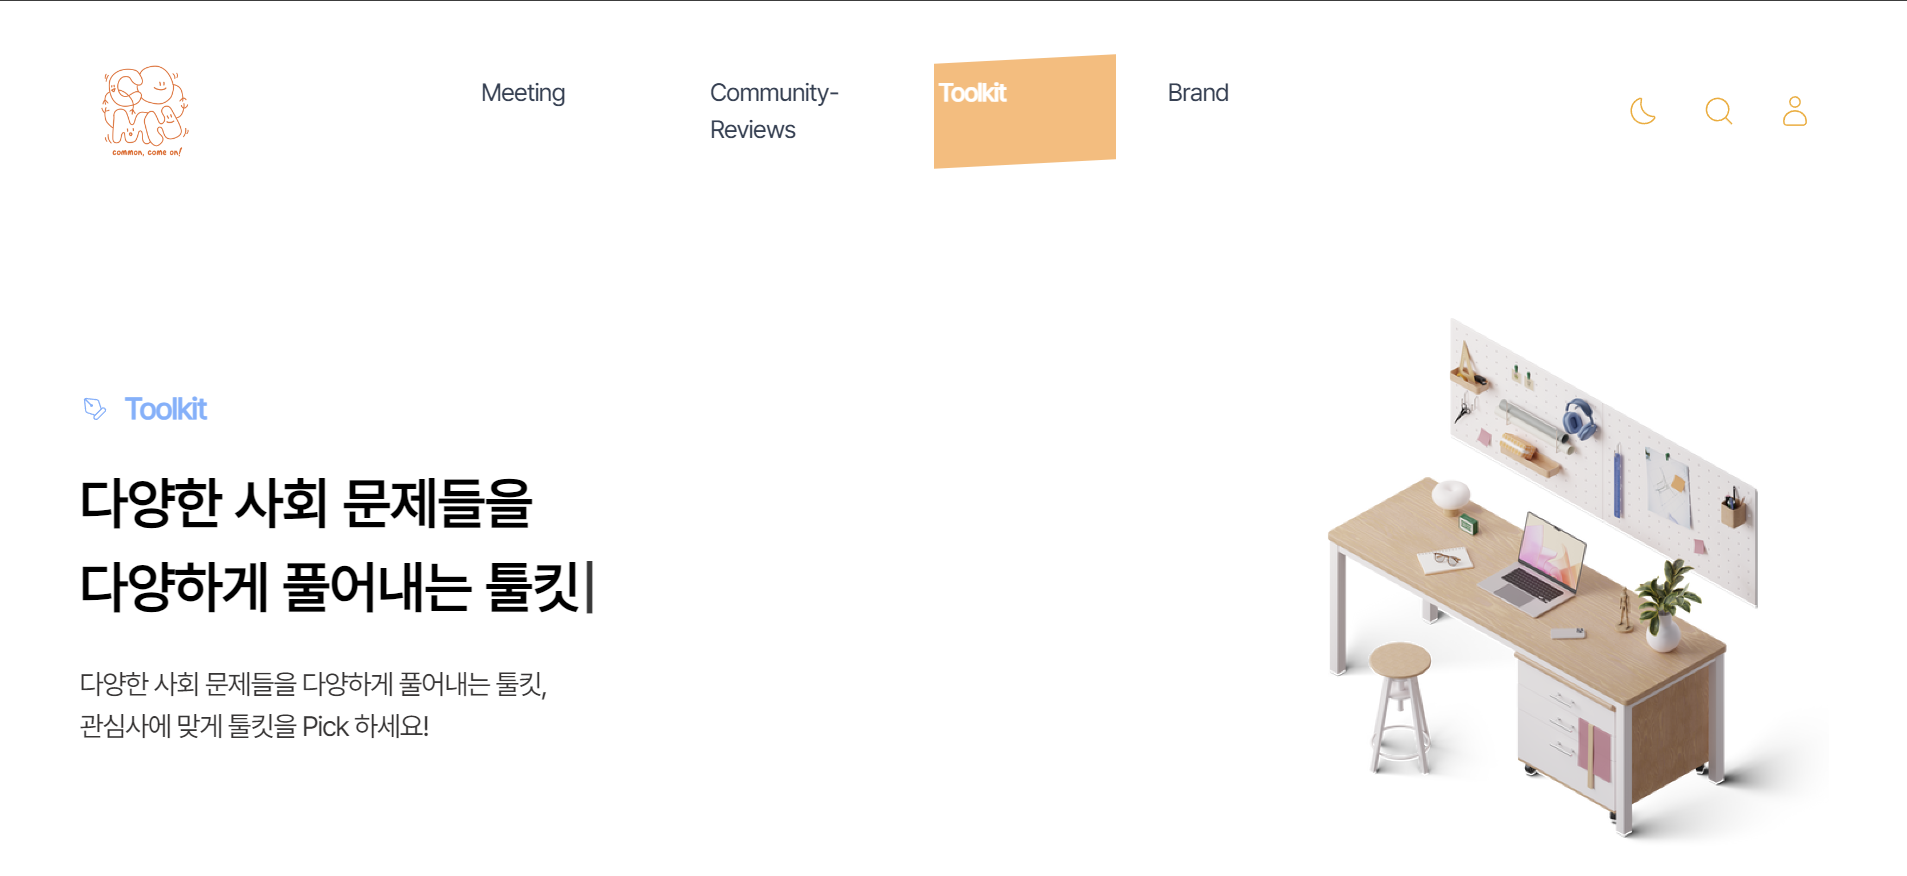 common, come on!
Meeting
Community-
Reviews
Toolkit
Brand
Toolkit
다양한 사회 문제들을
다양하게 풀어내는 툴킷|
다양한 사회 문제들을 다양하게 풀어내는 툴킷,
관심사에 맞게 툴킷을 Pick 하세요!